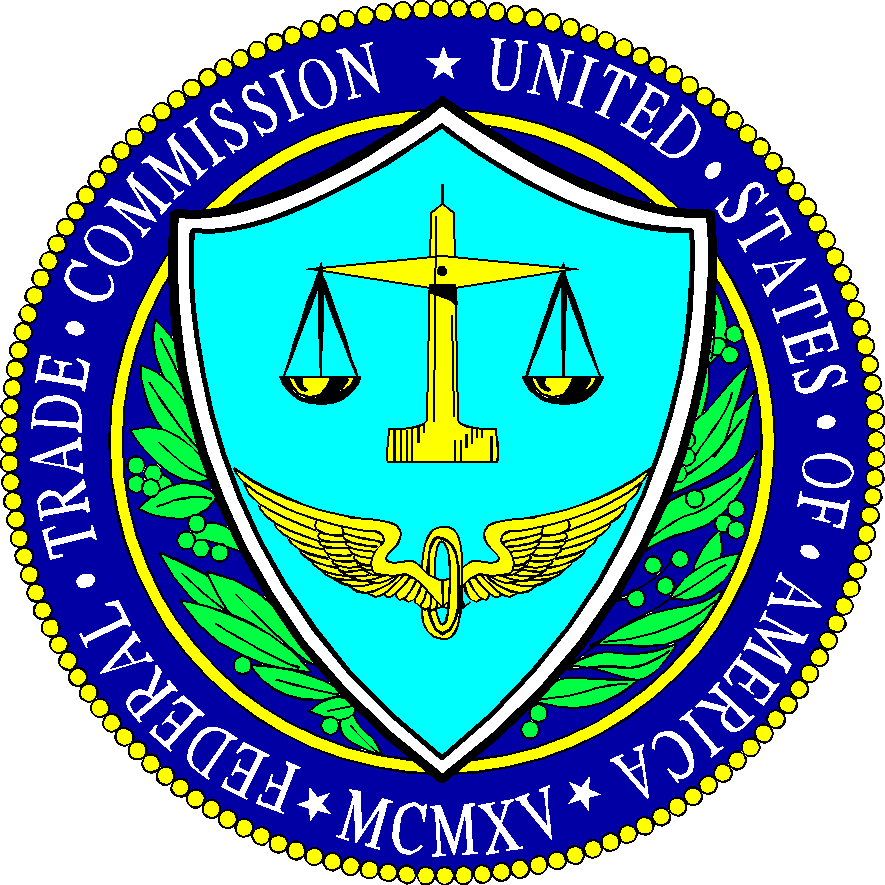 FEDERAL • TRADE • COMMISSION ★ UNITED • STATES • OF • AMERICA ★ MCMXV ★